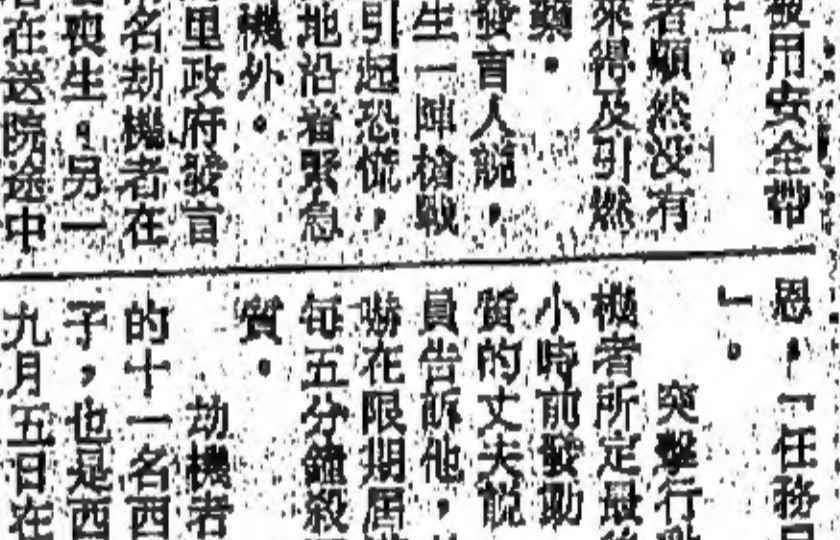 被用安全帶
上。
者顯然没有
來得及引燃
藥。
發言人說,
生一陣槍戰
引起恐慌,
地沿着緊急
機外。
里政府發言
名劫機者在
喪生。另一
在送院途中
恩,「任務
」。
突擊行
機者所定最
小時前發動
質的丈夫說
員告訴他,
嚇在限期屆
每五分鐘殺
質。
劫機者
的十一名西
子,也是西
九月五日在